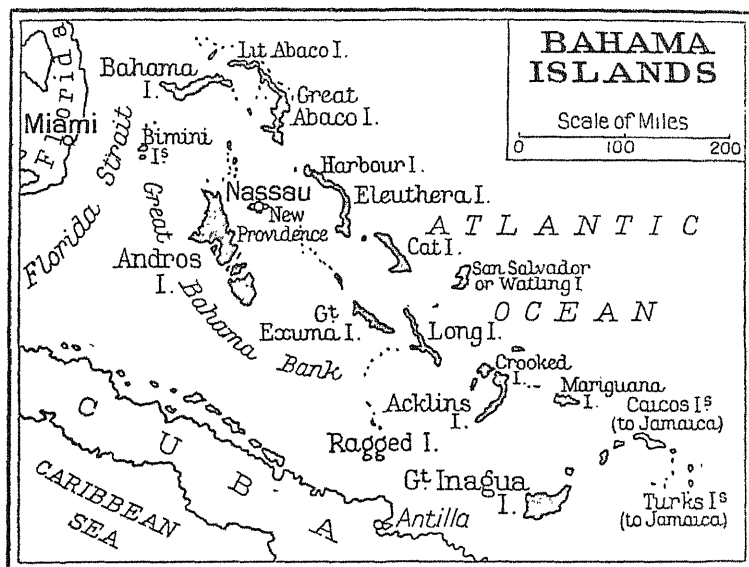 BAHAMA
ISLANDS
Scale of Miles
0 100 200
Florida
Miami
Florida Strait
Bahama
I.
Lit Abaco I.
Great
Abaco I.
Bimini
Is
Great Bahama Bank
Harbour I.
Eleuthera I.
Nassau
New
Providence
Andros
I.
ATLANTIC
OCEAN
Cat I.
San Salvador
or Watling I
Gt
Exuma I.
Long I.
Crooked
I.
Acklins
I.
Mariguana
I.
Caicos Is
(to Jamaica)
Ragged I.
Gt. Inagua
I.
Turks Is
(to Jamaica)
CUBA
Antilla
CARIBBEAN
SEA